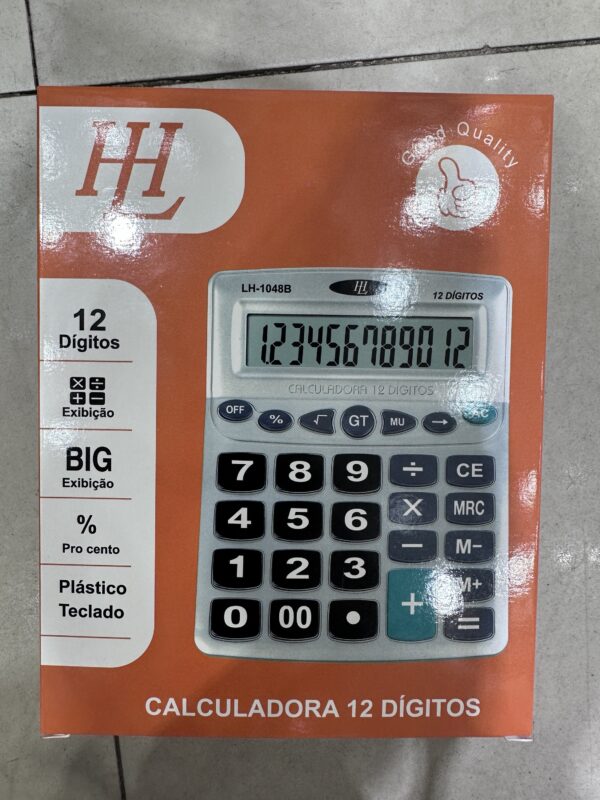 HL
Good Quality
12
Dígitos
Exibição
BIG
Exibição
%
Pro cento
Plástico
Teclado
LH-1048B
HL
12 DÍGITOS
123456789012
CALCULADORA 12 DIGITOS
OFF % √ GT MU → AC
7 8 9 ÷ CE
4 5 6 X MRC
1 2 3 − M−
0 00 • + M+
=
CALCULADORA 12 DÍGITOS